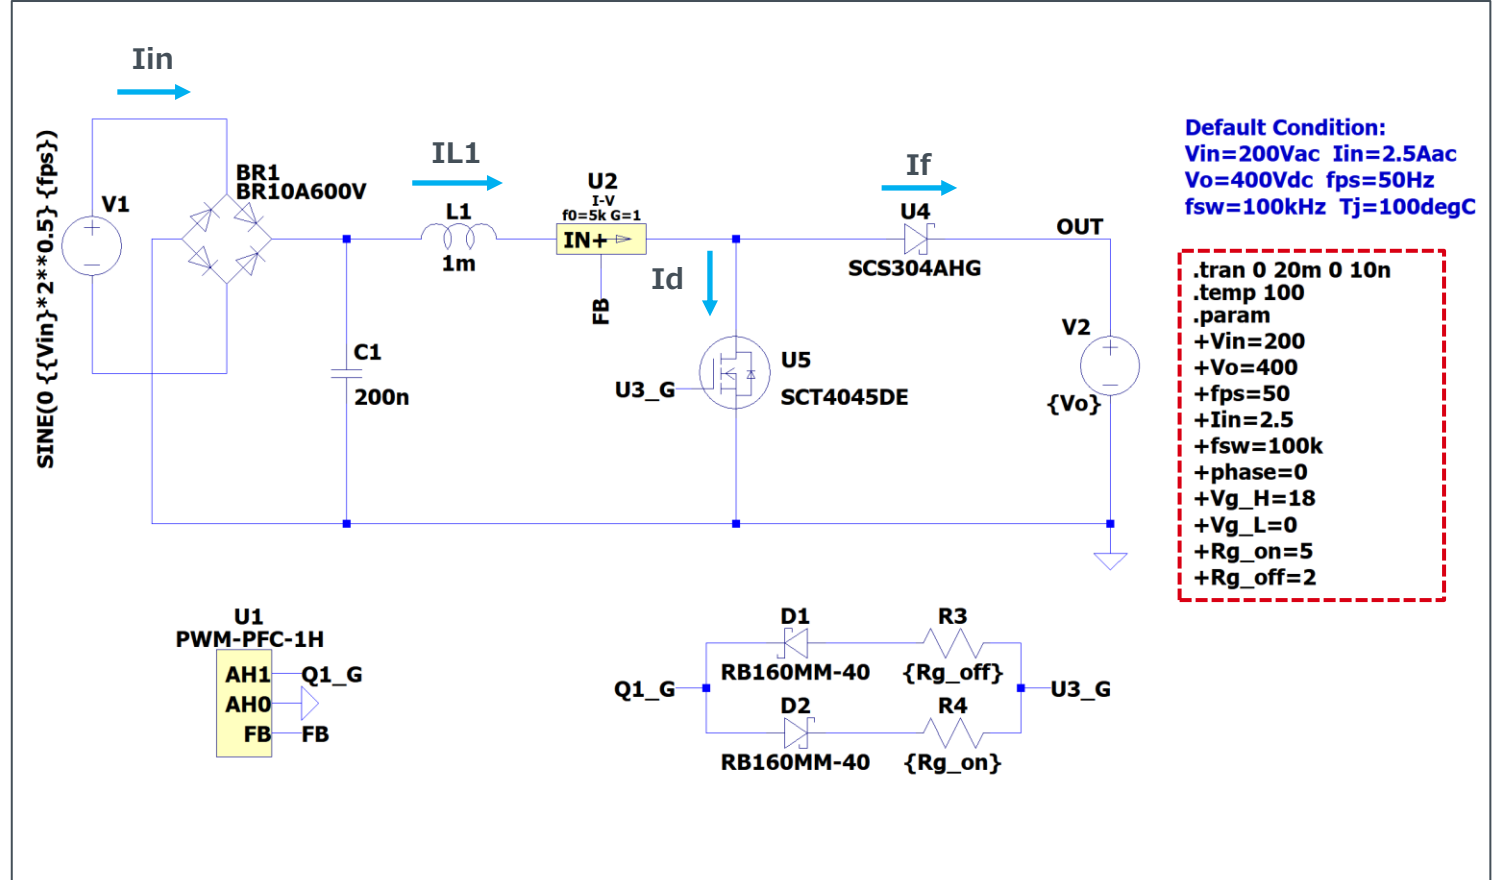 Iin
SINE(0 {{Vin}*2**0.5} {fps})
V1
BR1
BR10A600V
IL1
L1
1m
U2
I-V
f0=5k G=1
IN+
FB
Id
If
U4
SCS304AHG
OUT
C1
200n
U3_G
U5
SCT4045DE
V2
{Vo}
Default Condition:
Vin=200Vac Iin=2.5Aac
Vo=400Vdc fps=50Hz
fsw=100kHz Tj=100degC
.tran 0 20m 0 10n
.temp 100
.param
+Vin=200
+Vo=400
+fps=50
+Iin=2.5
+fsw=100k
+phase=0
+Vg_H=18
+Vg_L=0
+Rg_on=5
+Rg_off=2
U1
PWM-PFC-1H
AH1 Q1_G
AH0
FB FB
D1 R3
RB160MM-40 {Rg_off}
Q1_G U3_G
D2 R4
RB160MM-40 {Rg_on}